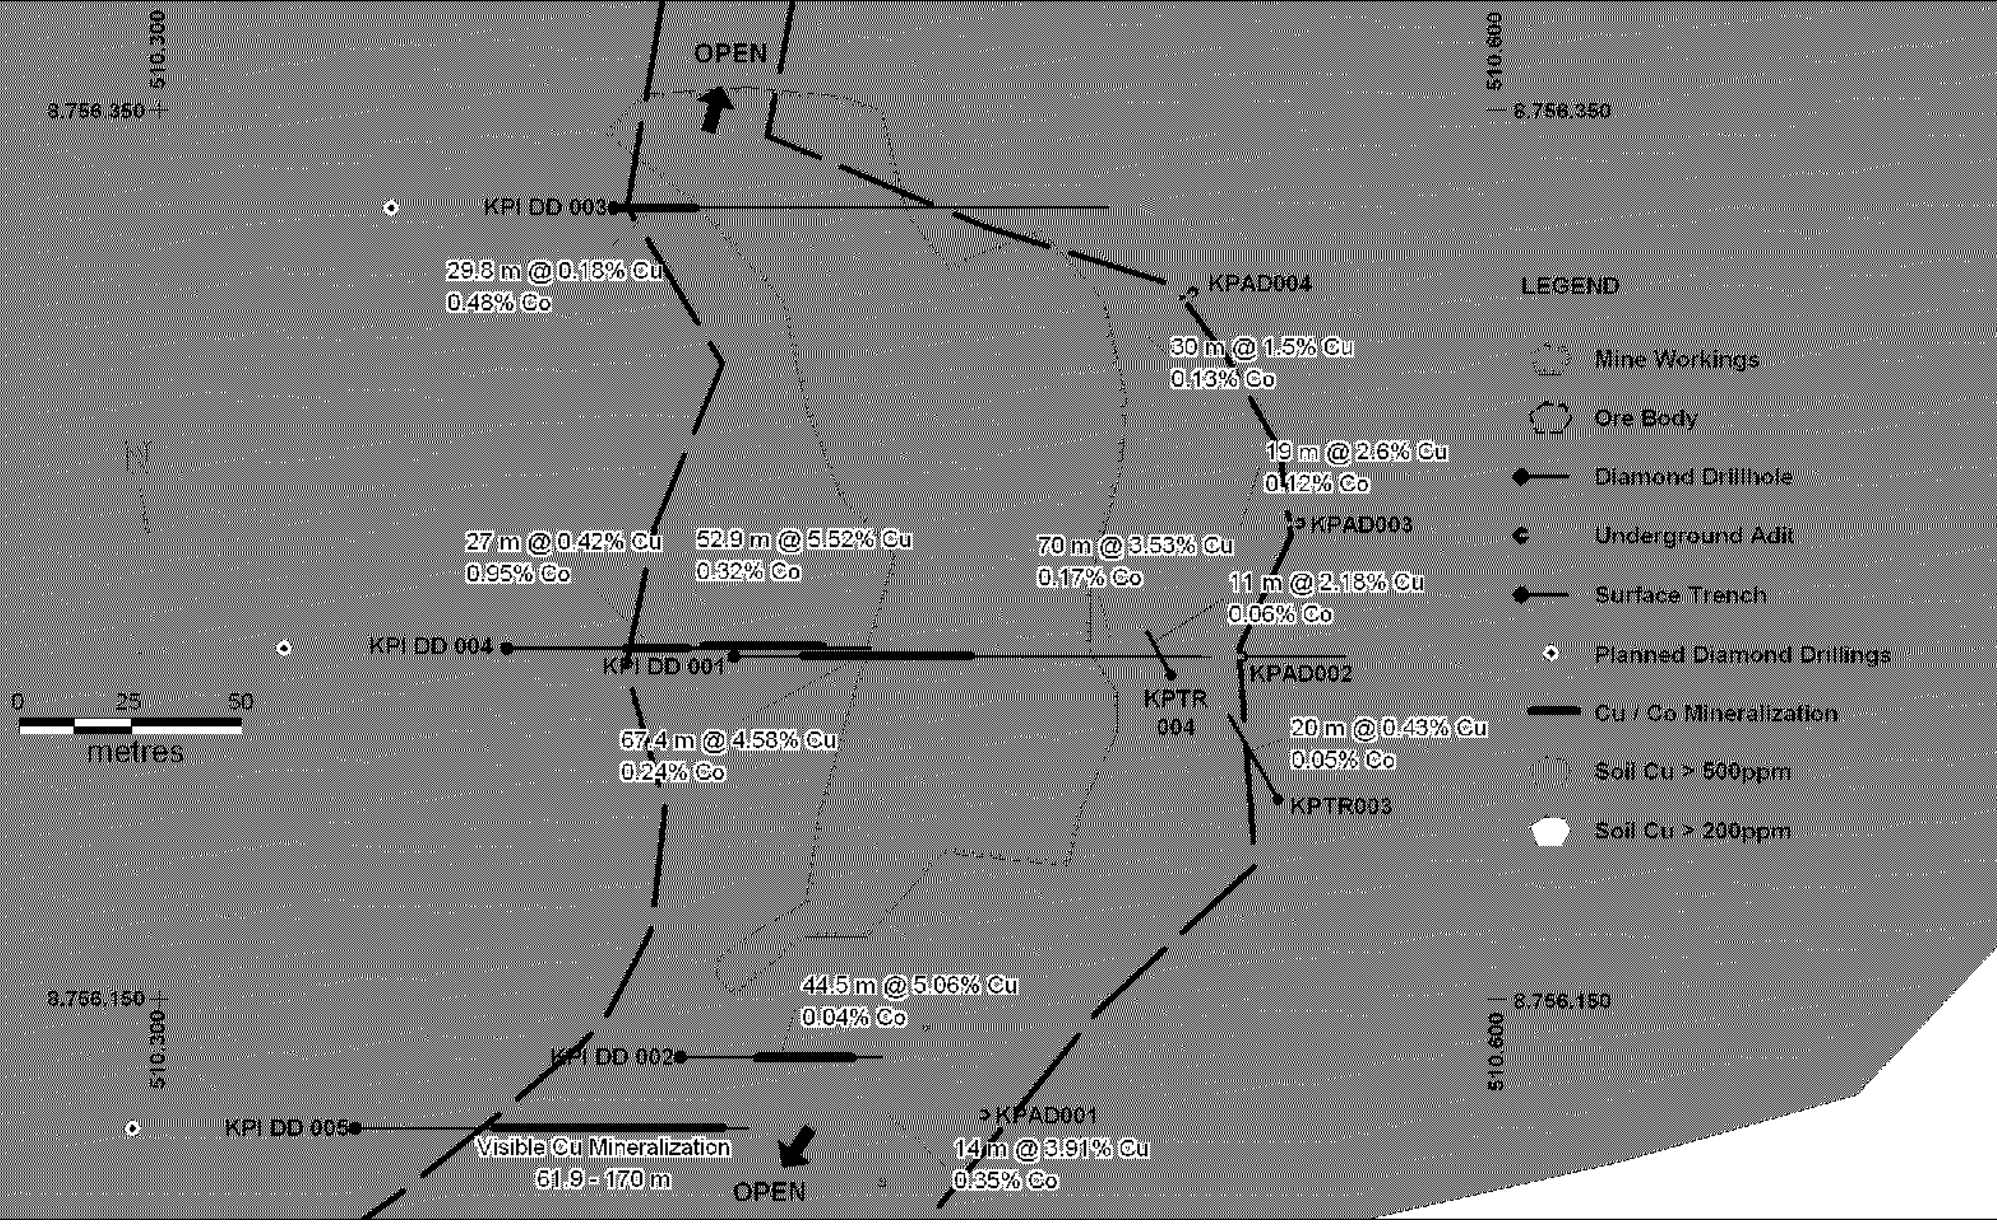 510.300
510.600
OPEN
8.756.350
8.756.350
KPI DD 003
29.8 m @ 0.18% Cu
0.48% Co
KPAD004
30 m @ 1.5% Cu
0.13% Co
19 m @ 2.6% Cu
0.12% Co
KPAD003
N
27 m @ 0.42% Cu
0.95% Co
52.9 m @ 5.52% Cu
0.32% Co
70 m @ 3.53% Cu
0.17% Co
11 m @ 2.18% Cu
0.06% Co
KPI DD 004
KPI DD 001
KPAD002
KPTR
004
0 25 50
metres
67.4 m @ 4.58% Cu
0.24% Co
20 m @ 0.43% Cu
0.05% Co
KPTR003
LEGEND
Mine Workings
Ore Body
Diamond Drillhole
Underground Adit
Surface Trench
Planned Diamond Drillings
Cu / Co Mineralization
Soil Cu > 500ppm
Soil Cu > 200ppm
8.756.150
8.756.150
510.300
510.600
44.5 m @ 5.06% Cu
0.04% Co
KPI DD 002
KPAD001
14 m @ 3.91% Cu
0.35% Co
KPI DD 005
Visible Cu Mineralization
61.9 - 170 m
OPEN